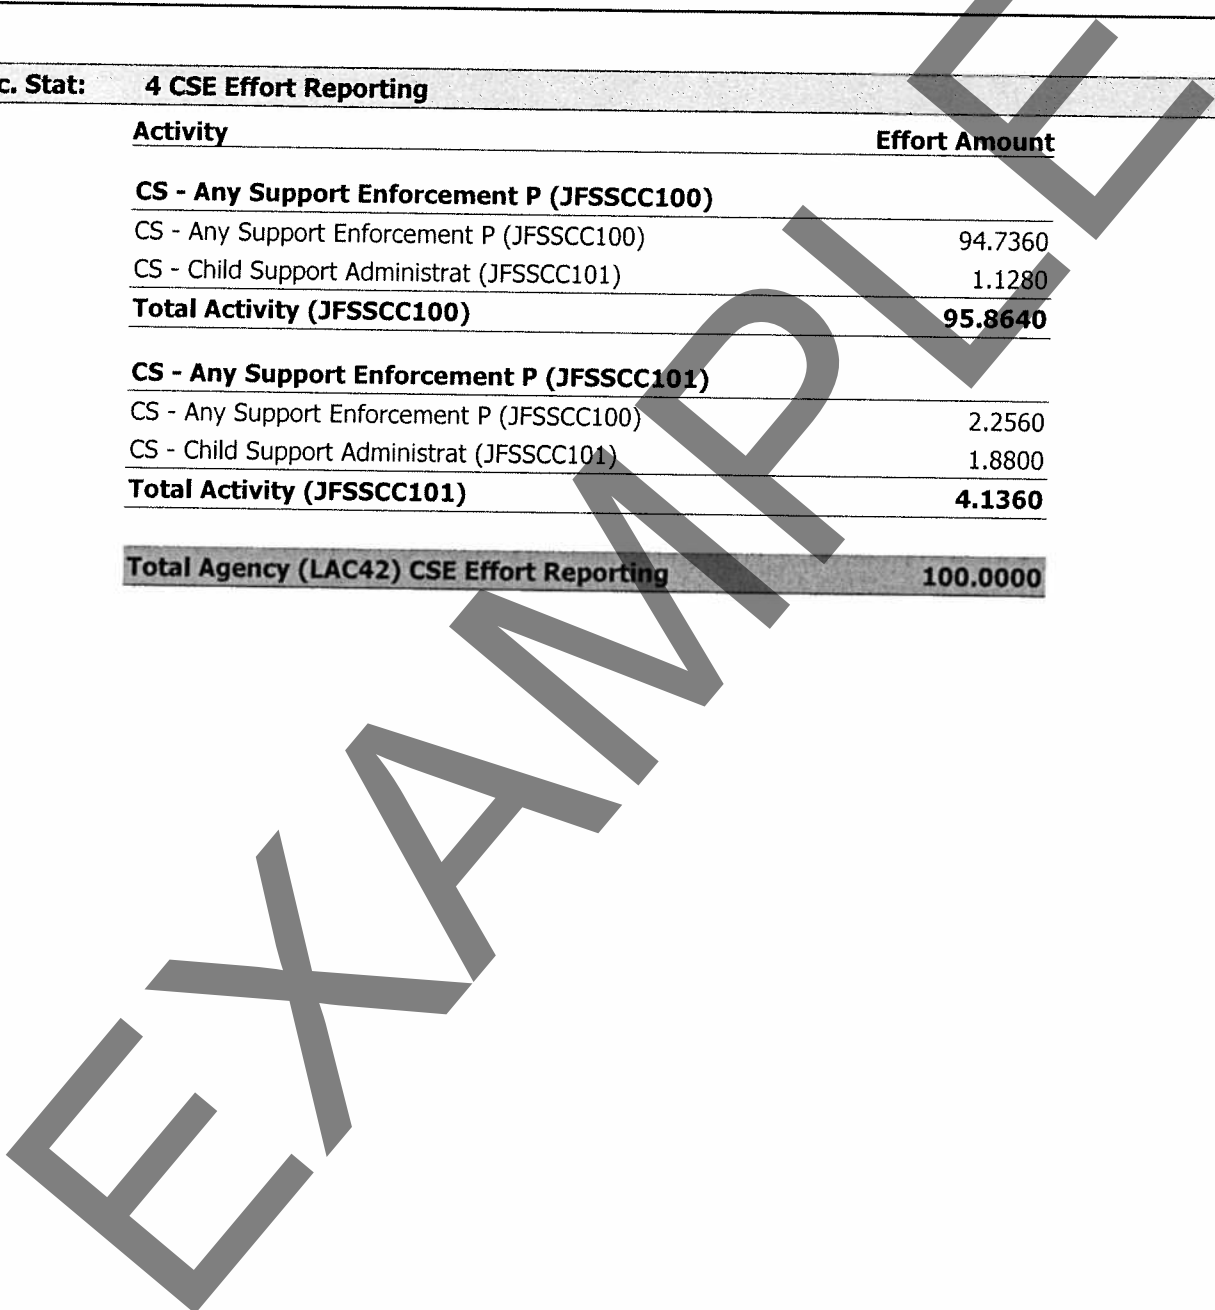 c. Stat: 4 CSE Effort Reporting
Activity Effort Amount
CS - Any Support Enforcement P (JFSSCC100)
CS - Any Support Enforcement P (JFSSCC100) 94.7360
CS - Child Support Administrat (JFSSCC101) 1.1280
Total Activity (JFSSCC100) 95.8640
CS - Any Support Enforcement P (JFSSCC101)
CS - Any Support Enforcement P (JFSSCC100) 2.2560
CS - Child Support Administrat (JFSSCC101) 1.8800
Total Activity (JFSSCC101) 4.1360
Total Agency (LAC42) CSE Effort Reporting 100.0000
EXAMPLE